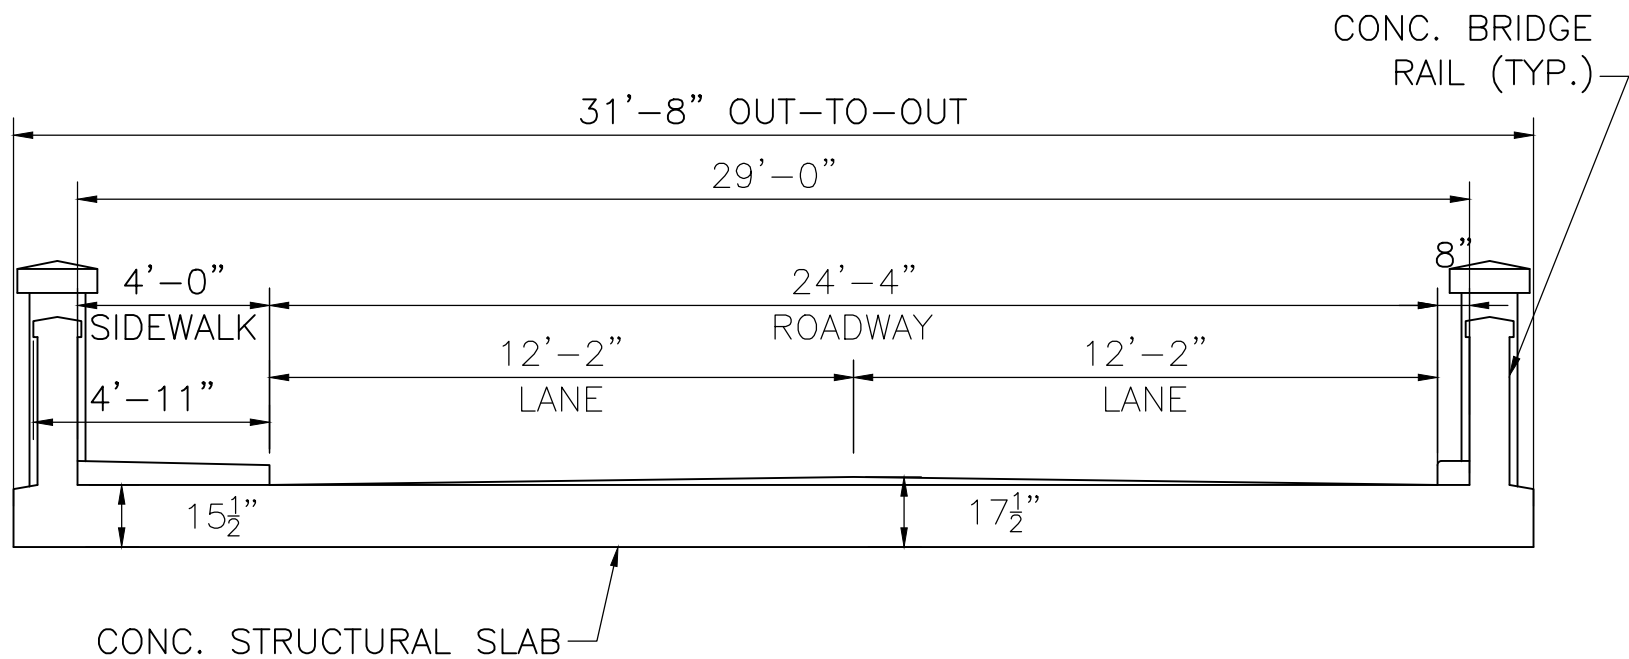 CONC. BRIDGE
RAIL (TYP.)
31'-8" OUT-TO-OUT
29'-0"
8"
4'-0"
24'-4"
SIDEWALK
ROADWAY
12'-2"
12'-2"
4'-11"
LANE
LANE
15½"
17½"
CONC. STRUCTURAL SLAB